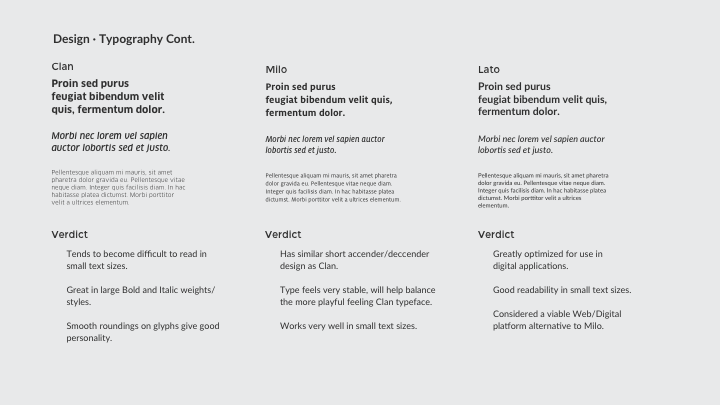 Design · Typography Cont.
Clan
Proin sed purus
feugiat bibendum velit
quis, fermentum dolor.
Morbi nec lorem vel sapien
auctor lobortis sed et justo.
Pellentesque aliquam mi mauris, sit amet
pharetra dolor gravida eu. Pellentesque vitae
neque diam. Integer quis facilisis diam. In hac
habitasse platea dictumst. Morbi porttitor
velit a ultrices elementum.
Verdict
Tends to become difficult to read in
small text sizes.
Great in large Bold and Italic weights/
styles.
Smooth roundings on glyphs give good
personality.
Milo
Proin sed purus
feugiat bibendum velit quis,
fermentum dolor.
Morbi nec lorem vel sapien auctor
lobortis sed et justo.
Pellentesque aliquam mi mauris, sit amet pharetra
dolor gravida eu. Pellentesque vitae neque diam.
Integer quis facilisis diam. In hac habitasse platea
dictumst. Morbi porttitor velit a ultrices elementum.
Verdict
Has similar short accender/deccender
design as Clan.
Type feels very stable, will help balance
the more playful feeling Clan typeface.
Works very well in small text sizes.
Lato
Proin sed purus
feugiat bibendum velit quis,
fermentum dolor.
Morbi nec lorem vel sapien auctor
lobortis sed et justo.
Pellentesque aliquam mi mauris, sit amet pharetra
dolor gravida eu. Pellentesque vitae neque diam.
Integer quis facilisis diam. In hac habitasse platea
dictumst. Morbi porttitor velit a ultrices
elementum.
Verdict
Greatly optimized for use in
digital applications.
Good readability in small text sizes.
Considered a viable Web/Digital
platform alternative to Milo.